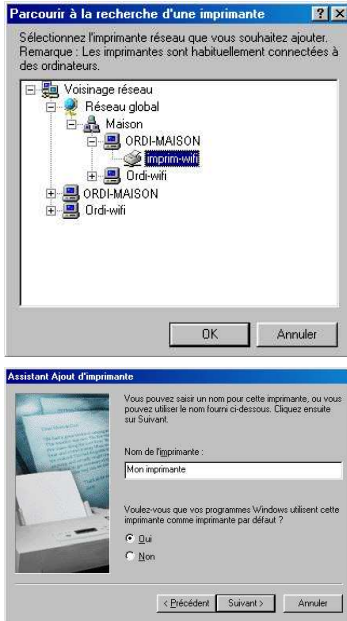 Parcourir à la recherche d'une imprimante
Sélectionnez l'imprimante réseau que vous souhaitez ajouter.
Remarque : Les imprimantes sont habituellement connectées à
des ordinateurs.
Voisinage réseau
Réseau global
Maison
ORDI-MAISON
imprim-wifi
Ordi-wifi
ORDI-MAISON
Ordi-wifi
OK Annuler
Assistant Ajout d'imprimante
Vous pouvez saisir un nom pour cette imprimante, ou vous
pouvez utiliser le nom fourni ci-dessous. Cliquez ensuite
sur Suivant.
Nom de l'imprimante :
Mon imprimante
Voulez-vous que vos programmes Windows utilisent cette
imprimante comme imprimante par défaut ?
Oui
Non
< Précédent Suivant > Annuler